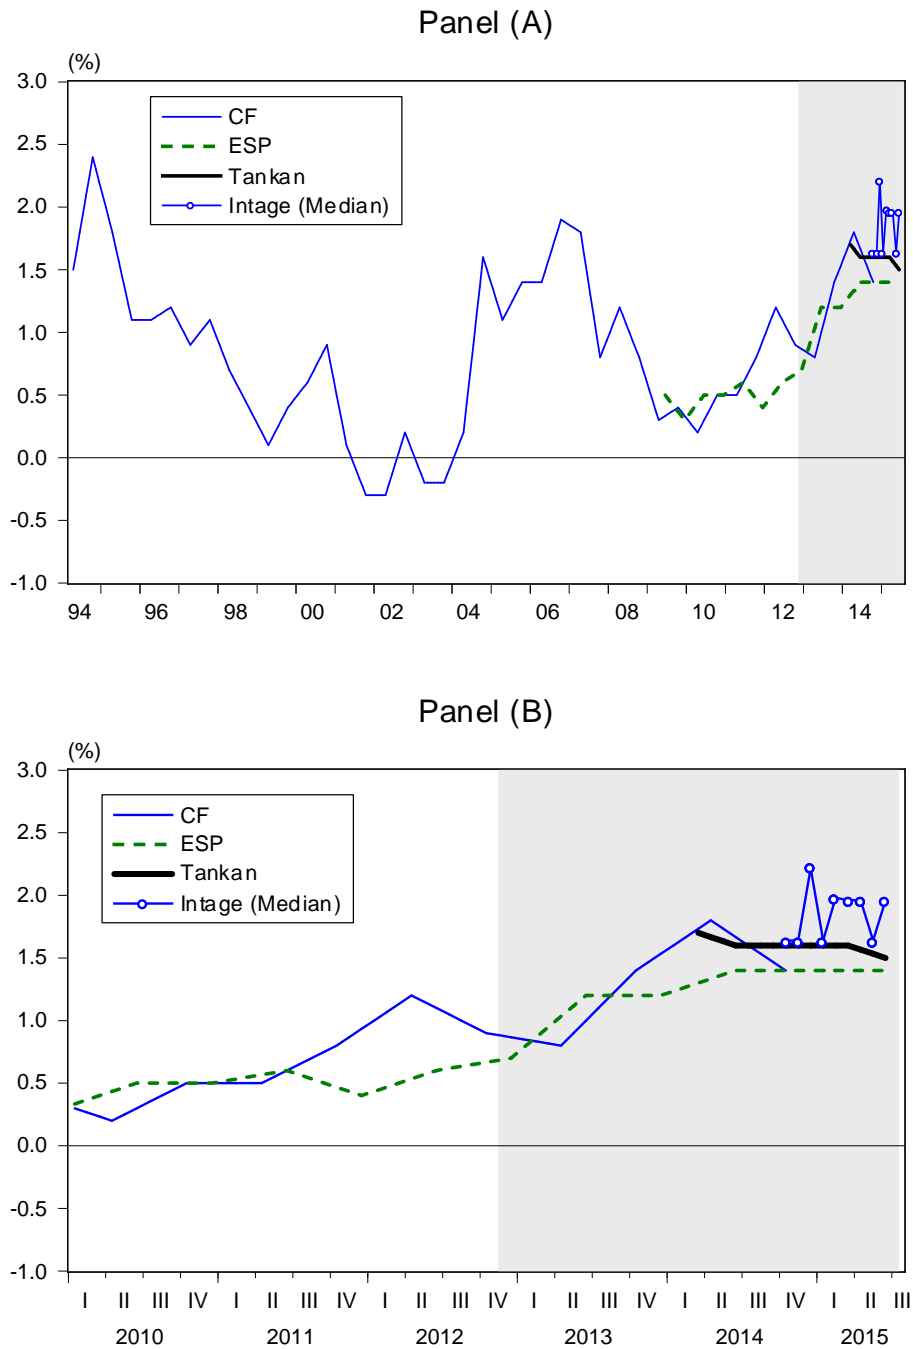 Panel (A)
(%)
3.0
2.5
2.0
1.5
1.0
0.5
0.0
-0.5
-1.0
CF
ESP
Tankan
Intage (Median)
94 96 98 00 02 04 06 08 10 12 14
Panel (B)
(%)
3.0
2.5
2.0
1.5
1.0
0.5
0.0
-0.5
-1.0
CF
ESP
Tankan
Intage (Median)
I II III IV I II III IV I II III IV I II III IV I II III IV I II III
2010 2011 2012 2013 2014 2015